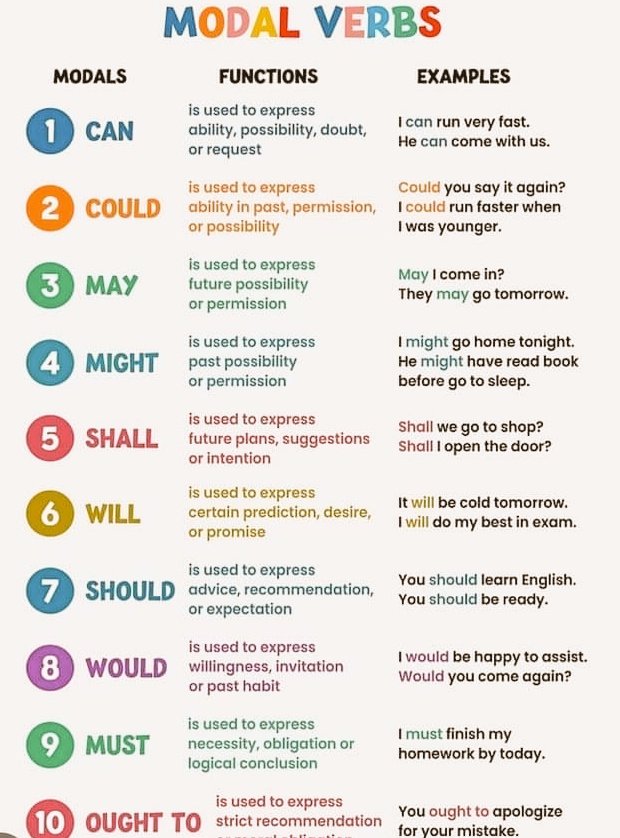 MODAL VERBS
MODALS FUNCTIONS EXAMPLES
1 CAN
is used to express
ability, possibility, doubt,
or request
I can run very fast.
He can come with us.
2 COULD
is used to express
ability in past, permission,
or possibility
Could you say it again?
I could run faster when
I was younger.
3 MAY
is used to express
future possibility
or permission
May I come in?
They may go tomorrow.
4 MIGHT
is used to express
past possibility
or permission
I might go home tonight.
He might have read book
before go to sleep.
5 SHALL
is used to express
future plans, suggestions
or intention
Shall we go to shop?
Shall I open the door?
6 WILL
is used to express
certain prediction, desire,
or promise
It will be cold tomorrow.
I will do my best in exam.
7 SHOULD
is used to express
advice, recommendation,
or expectation
You should learn English.
You should be ready.
8 WOULD
is used to express
willingness, invitation
or past habit
I would be happy to assist.
Would you come again?
9 MUST
is used to express
necessity, obligation or
logical conclusion
I must finish my
homework by today.
10 OUGHT TO
is used to express
strict recommendation
You ought to apologize
for your mistake.